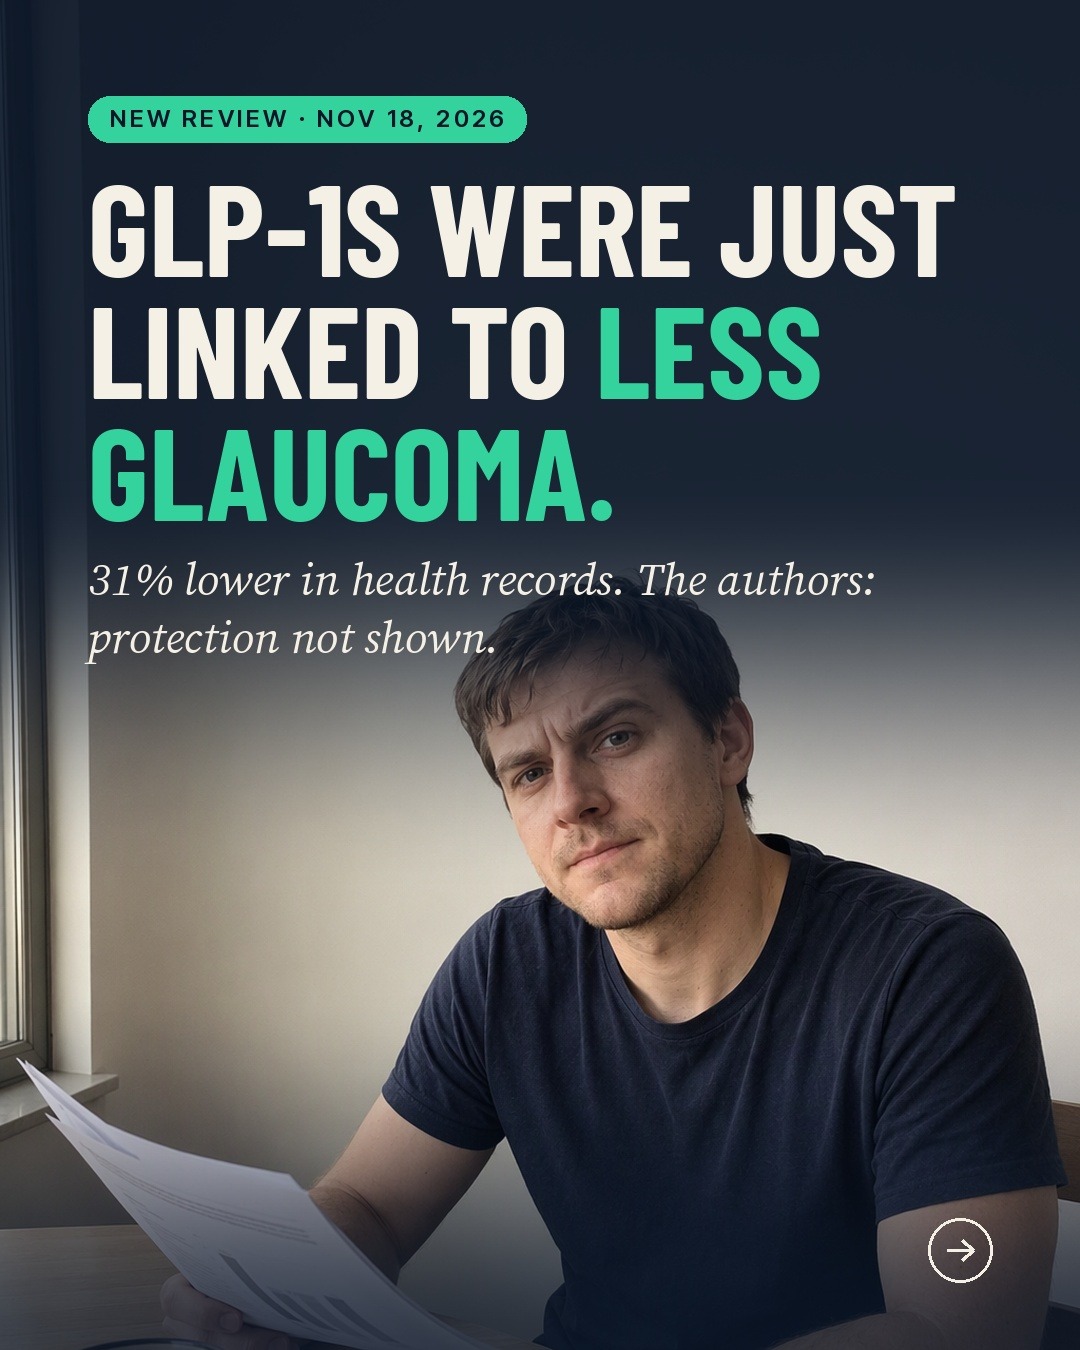 NEW REVIEW · NOV 18, 2026
GLP-1S WERE JUST
LINKED TO LESS
GLAUCOMA.
31% lower in health records. The authors:
protection not shown.